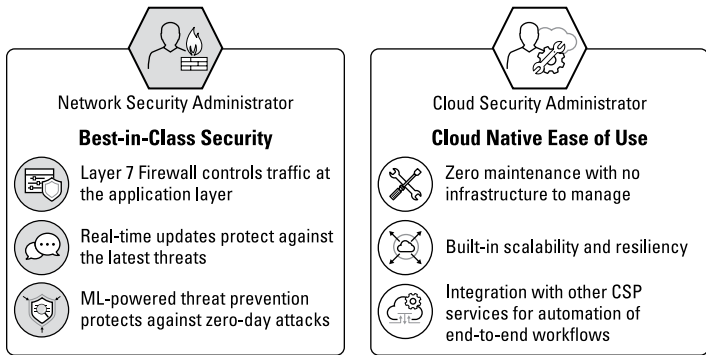 Network Security Administrator
Best-in-Class Security
Layer 7 Firewall controls traffic at
the application layer
Real-time updates protect against
the latest threats
ML-powered threat prevention
protects against zero-day attacks
Cloud Security Administrator
Cloud Native Ease of Use
Zero maintenance with no
infrastructure to manage
Built-in scalability and resiliency
Integration with other CSP
services for automation of
end-to-end workflows